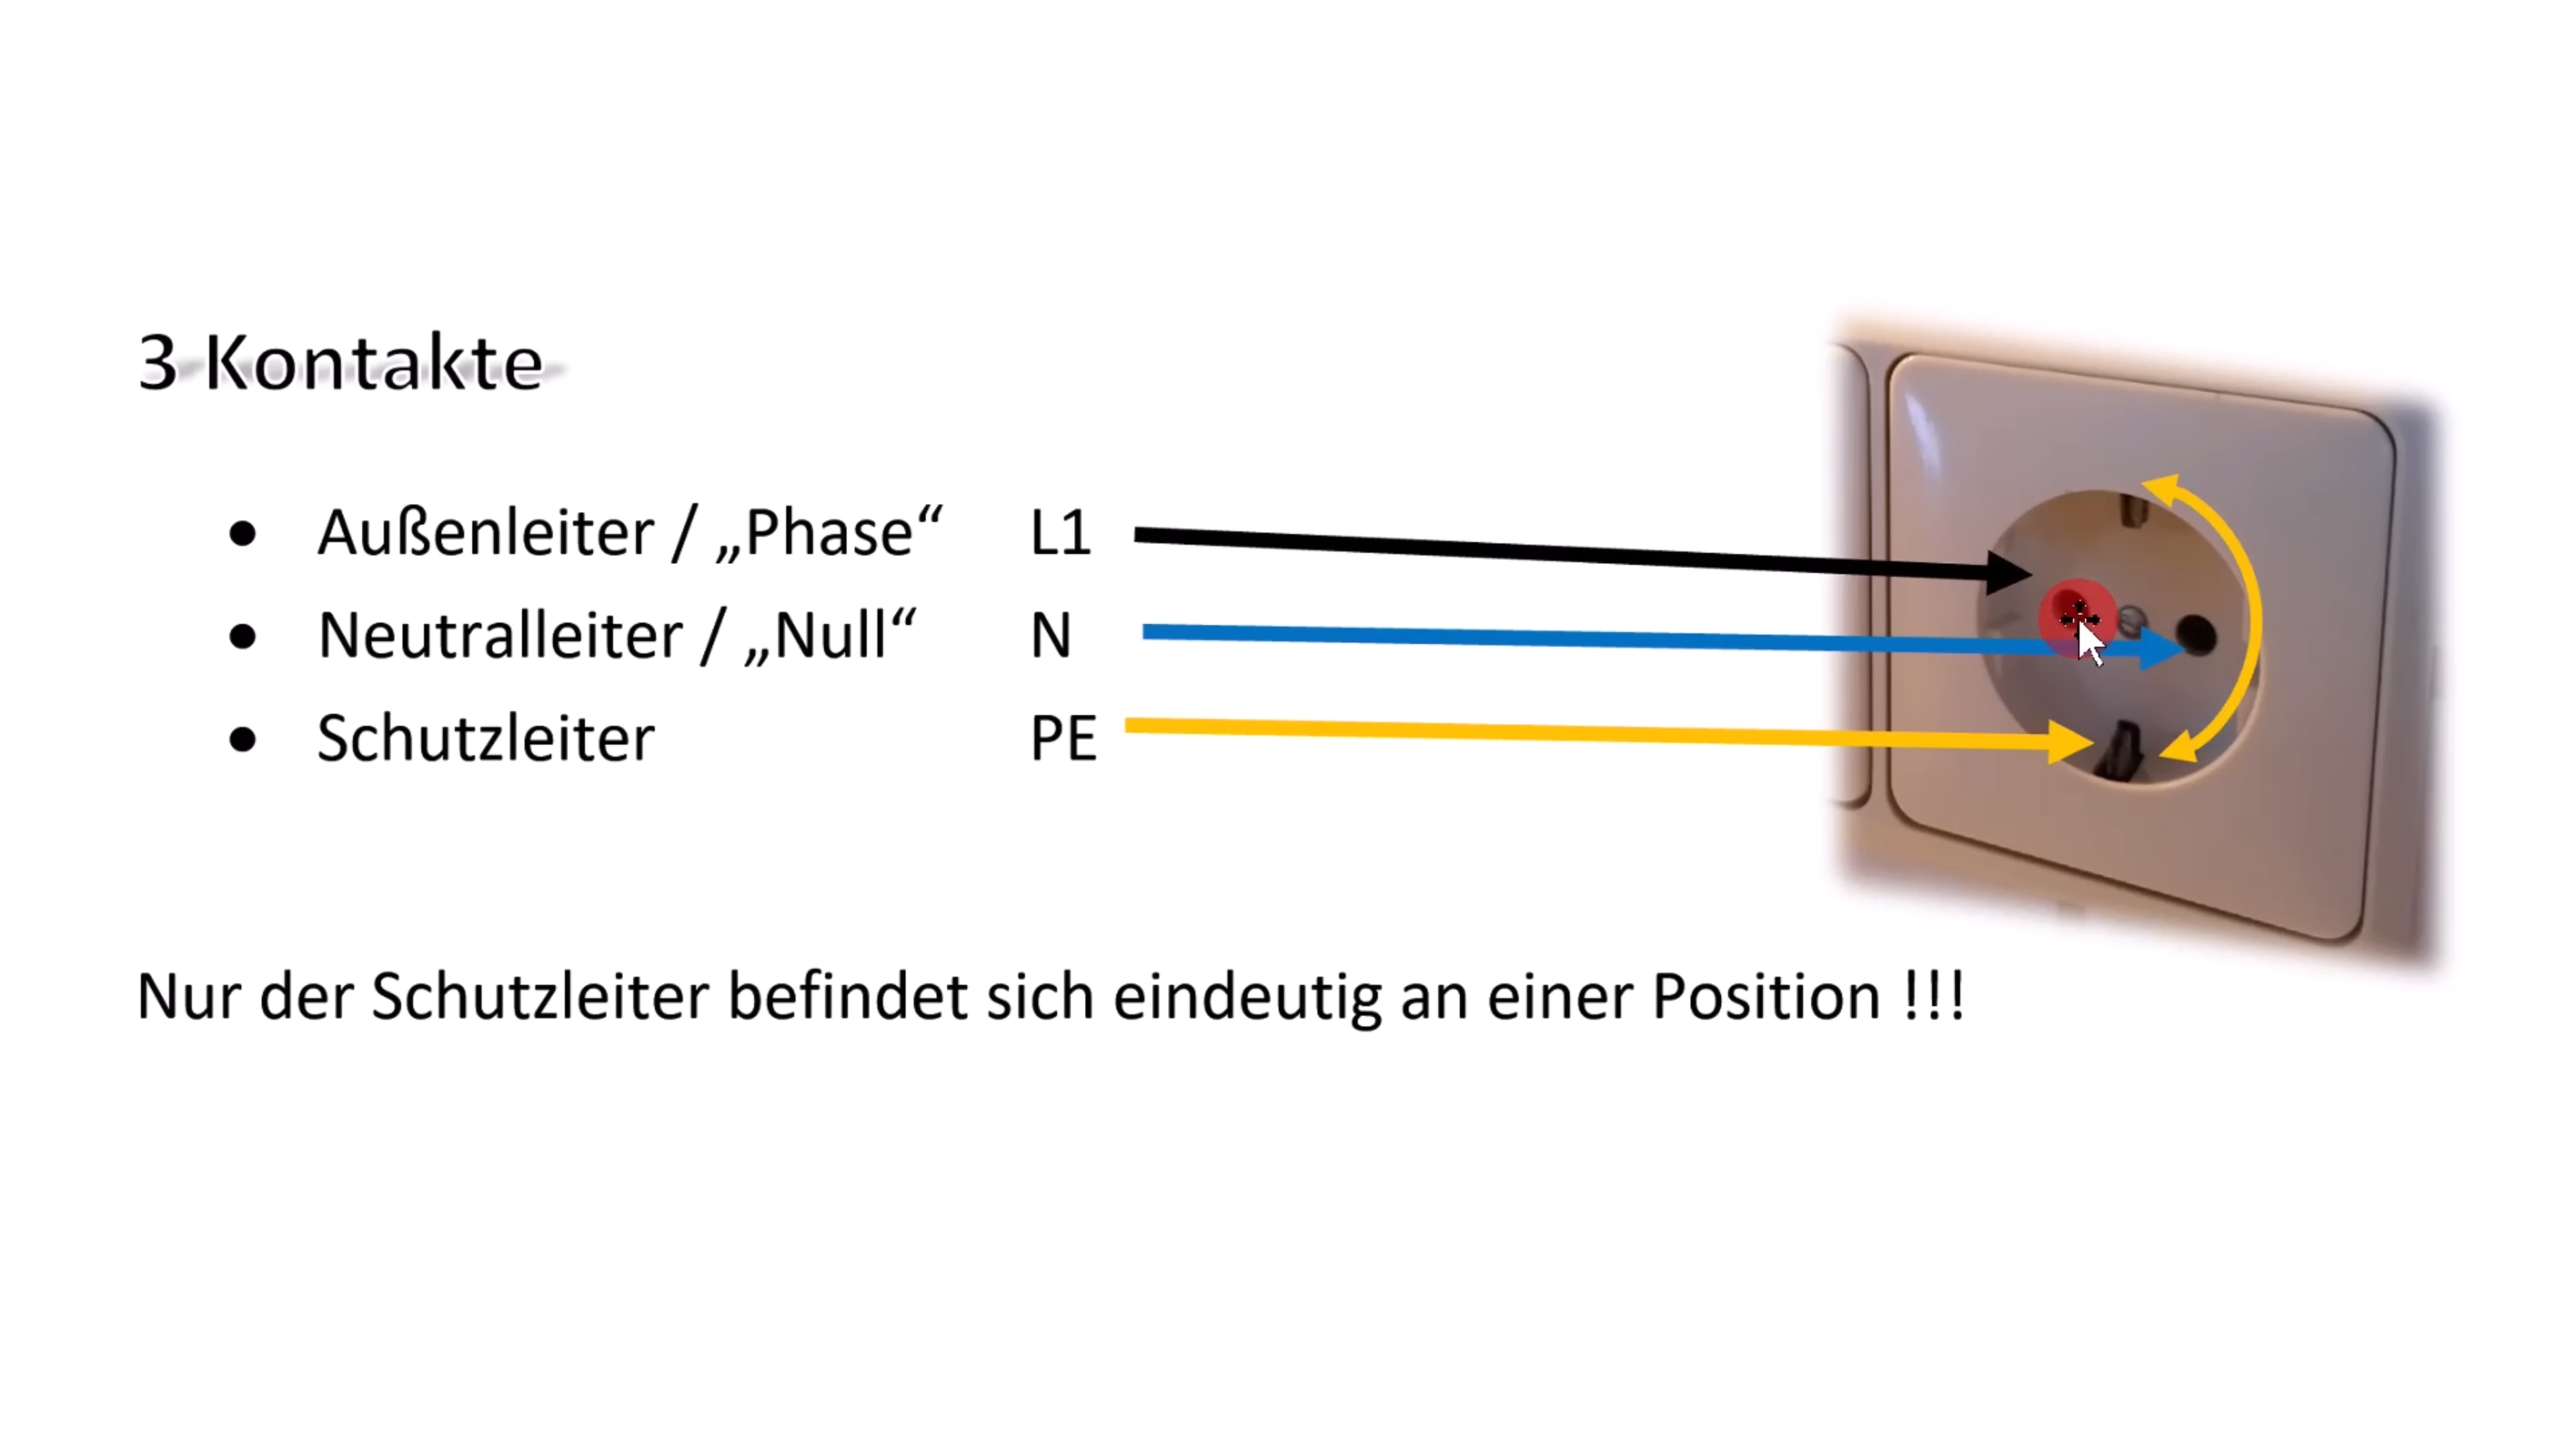 3 Kontakte
• Außenleiter / „Phase“ L1
• Neutralleiter / „Null“ N
• Schutzleiter PE
Nur der Schutzleiter befindet sich eindeutig an einer Position !!!